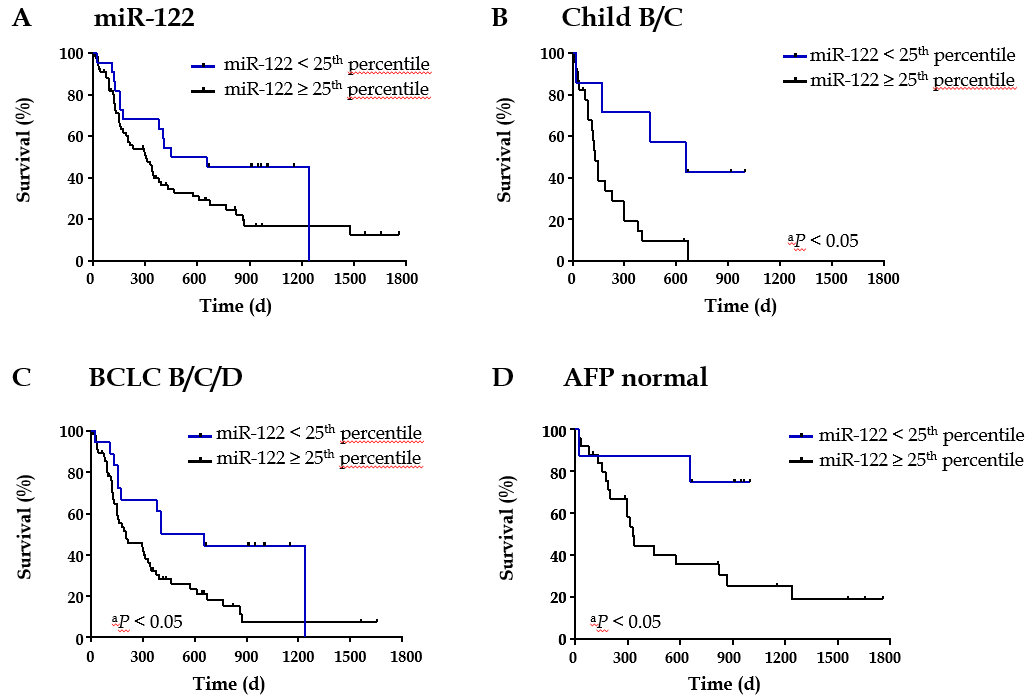 A miR-122
miR-122 < 25th percentile
miR-122 ≥ 25th percentile
Survival (%)
100
80
60
40
20
0
0 300 600 900 1200 1500 1800
Time (d)
B Child B/C
miR-122 < 25th percentile
miR-122 ≥ 25th percentile
Survival (%)
100
80
60
40
20
0
aP < 0.05
0 300 600 900 1200 1500 1800
Time (d)
C BCLC B/C/D
miR-122 < 25th percentile
miR-122 ≥ 25th percentile
Survival (%)
100
80
60
40
20
0
aP < 0.05
0 300 600 900 1200 1500 1800
Time (d)
D AFP normal
miR-122 < 25th percentile
miR-122 ≥ 25th percentile
Survival (%)
100
80
60
40
20
0
aP < 0.05
0 300 600 900 1200 1500 1800
Time (d)